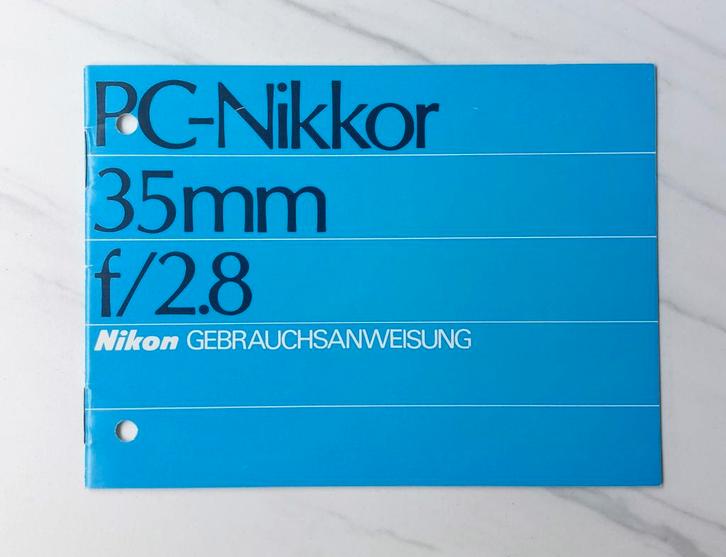 PC-Nikkor
35mm
f/2.8
Nikon GEBRAUCHSANWEISUNG